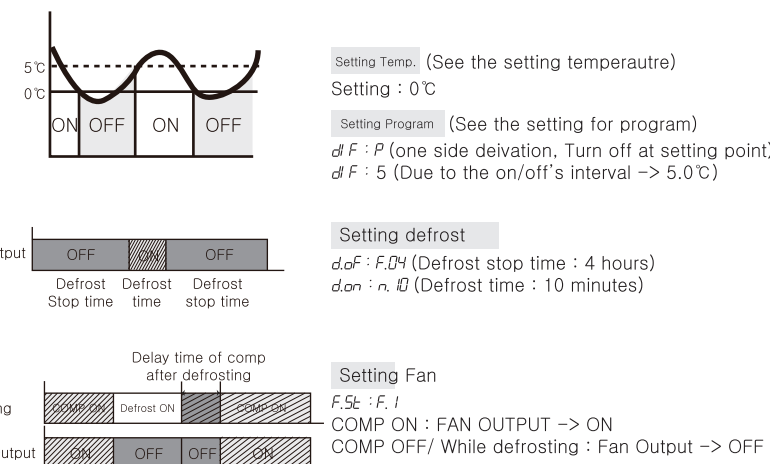 5℃
0℃
ON OFF ON OFF
Setting Temp. (See the setting temperautre)
Setting : 0℃
Setting Program (See the setting for program)
dIF : P (one side deivation, Turn off at setting point)
dIF : 5 (Due to the on/off's interval -> 5.0℃)
OFF ON OFF
Defrost Stop time
Defrost time
Defrost stop time
Setting defrost
d.oF : F.04 (Defrost stop time : 4 hours)
d.on : n. 10 (Defrost time : 10 minutes)
Delay time of comp
after defrosting
COMP ON Defrost ON COMP ON
ON OFF OFF ON
Setting Fan
F.St : F. 1
COMP ON : FAN OUTPUT -> ON
COMP OFF/ While defrosting : Fan Output -> OFF